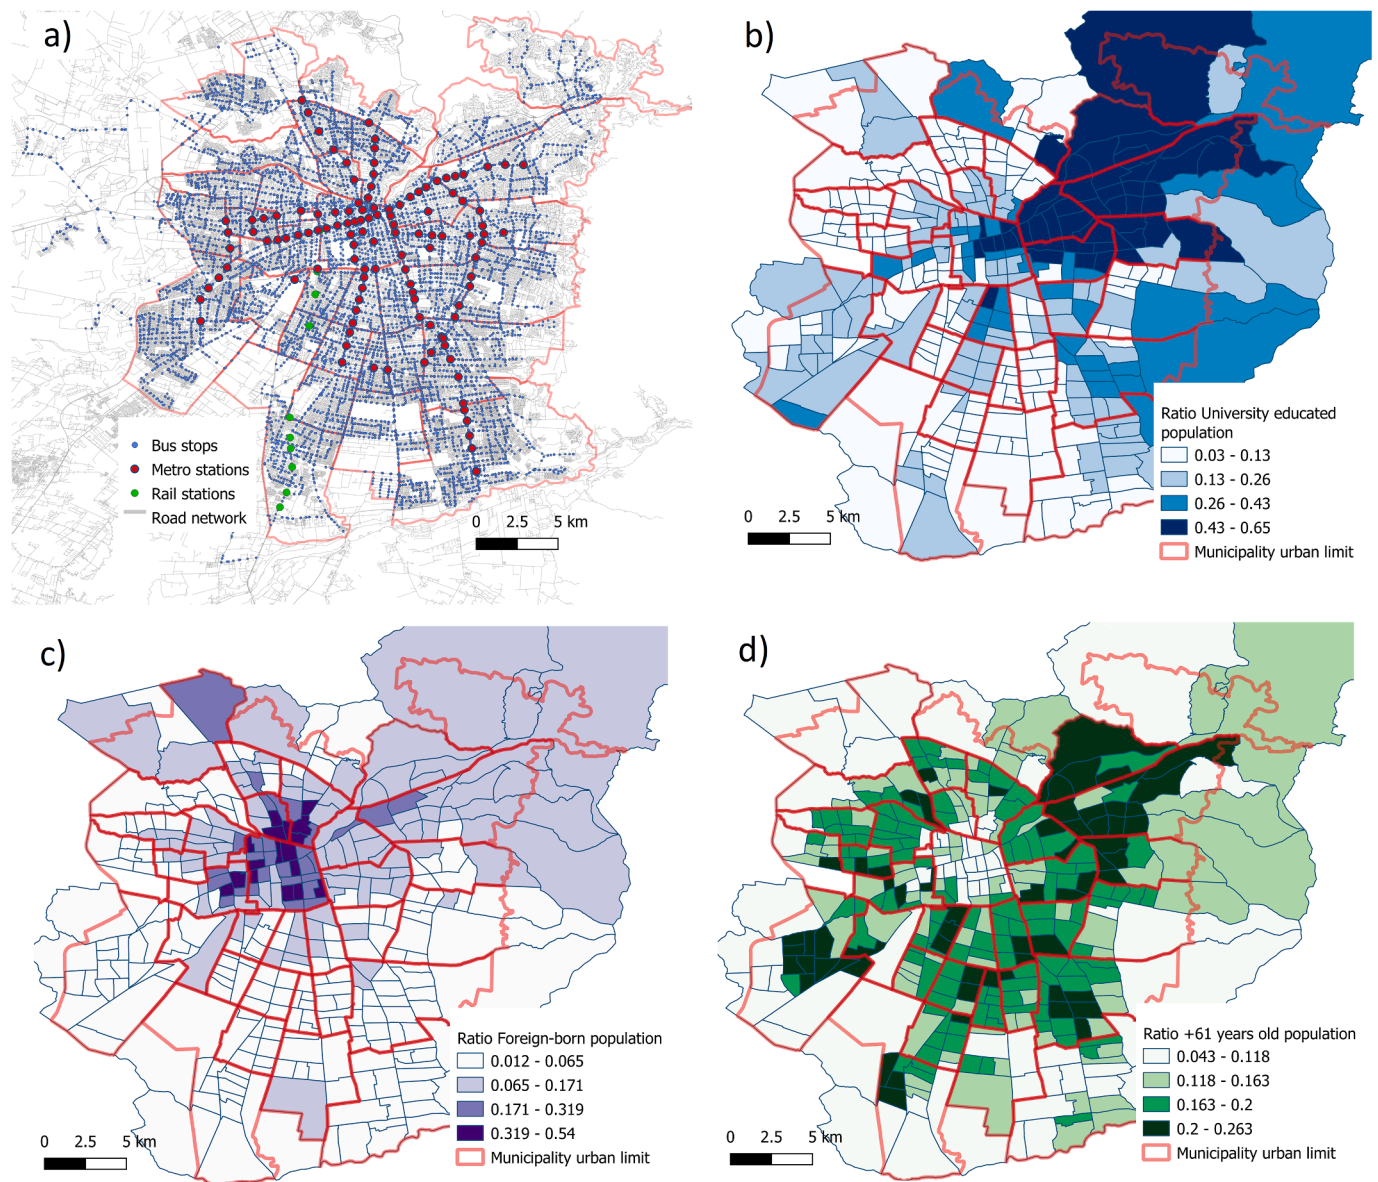 a)
Bus stops
Metro stations
Rail stations
Road network
0 2.5 5 km
b)
Ratio University educated
population
0.03 - 0.13
0.13 - 0.26
0.26 - 0.43
0.43 - 0.65
Municipality urban limit
0 2.5 5 km
c)
Ratio Foreign-born population
0.012 - 0.065
0.065 - 0.171
0.171 - 0.319
0.319 - 0.54
Municipality urban limit
0 2.5 5 km
d)
Ratio +61 years old population
0.043 - 0.118
0.118 - 0.163
0.163 - 0.2
0.2 - 0.263
Municipality urban limit
0 2.5 5 km